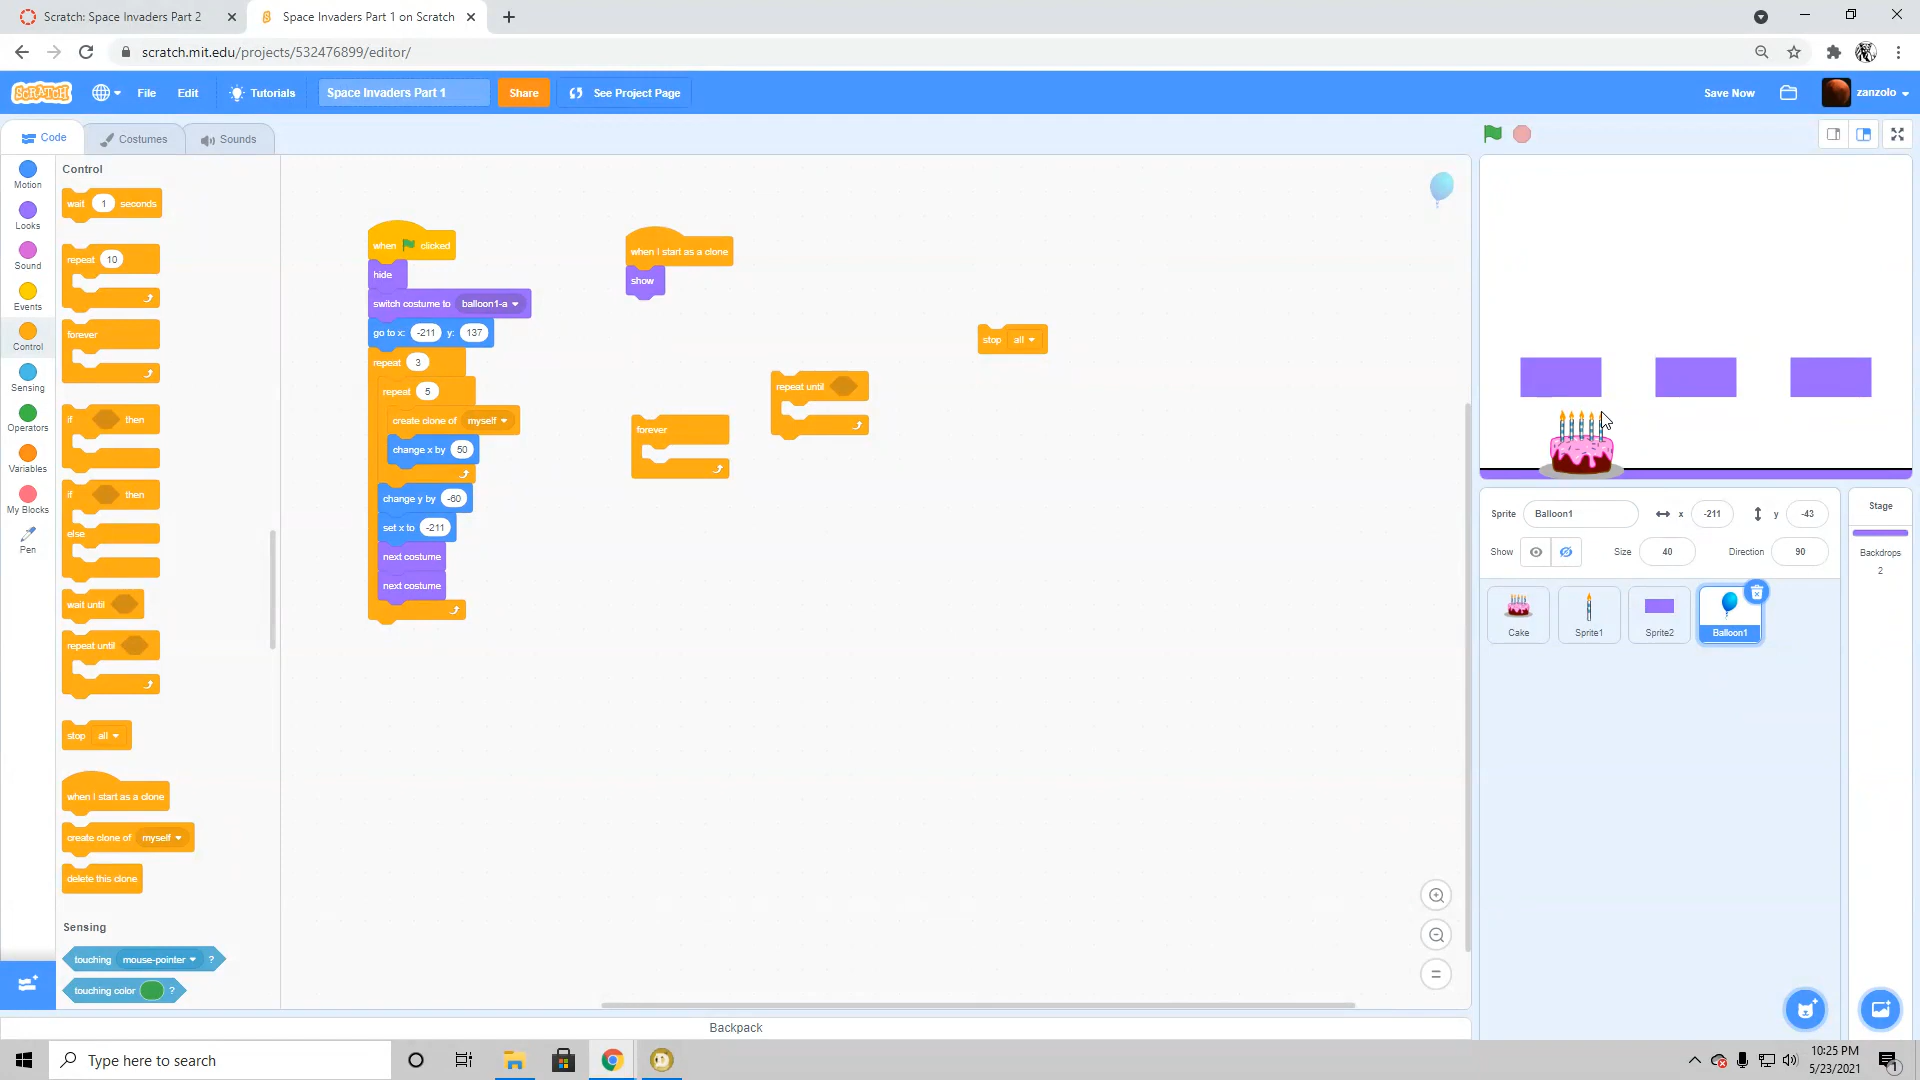 Scratch: Space Invaders Part 2
Space Invaders Part 1 on Scratch
scratch.mit.edu/projects/532476899/editor/
SCRATCH
File
Edit
Tutorials
Space Invaders Part 1
Share
See Project Page
Save Now
zanzolo
Code
Costumes
Sounds
Motion
Looks
Sound
Events
Control
Sensing
Operators
Variables
My Blocks
Pen
Control
wait 1 seconds
repeat 10
forever
if then
if then
else
wait until
repeat until
stop all
when I start as a clone
create clone of myself
delete this clone
Sensing
touching mouse-pointer ?
touching color ?
when clicked
hide
switch costume to balloon1-a
go to x: -211 y: 137
repeat 3
repeat 5
create clone of myself
change x by 50
change y by -60
set x to -211
next costume
next costume
when I start as a clone
show
forever
repeat until
stop all
Sprite Balloon1 x -211 y -43
Show Size 40 Direction 90
Cake
Sprite1
Sprite2
Balloon1
Stage
Backdrops
2
Backpack
Type here to search
10:25 PM
5/23/2021
1